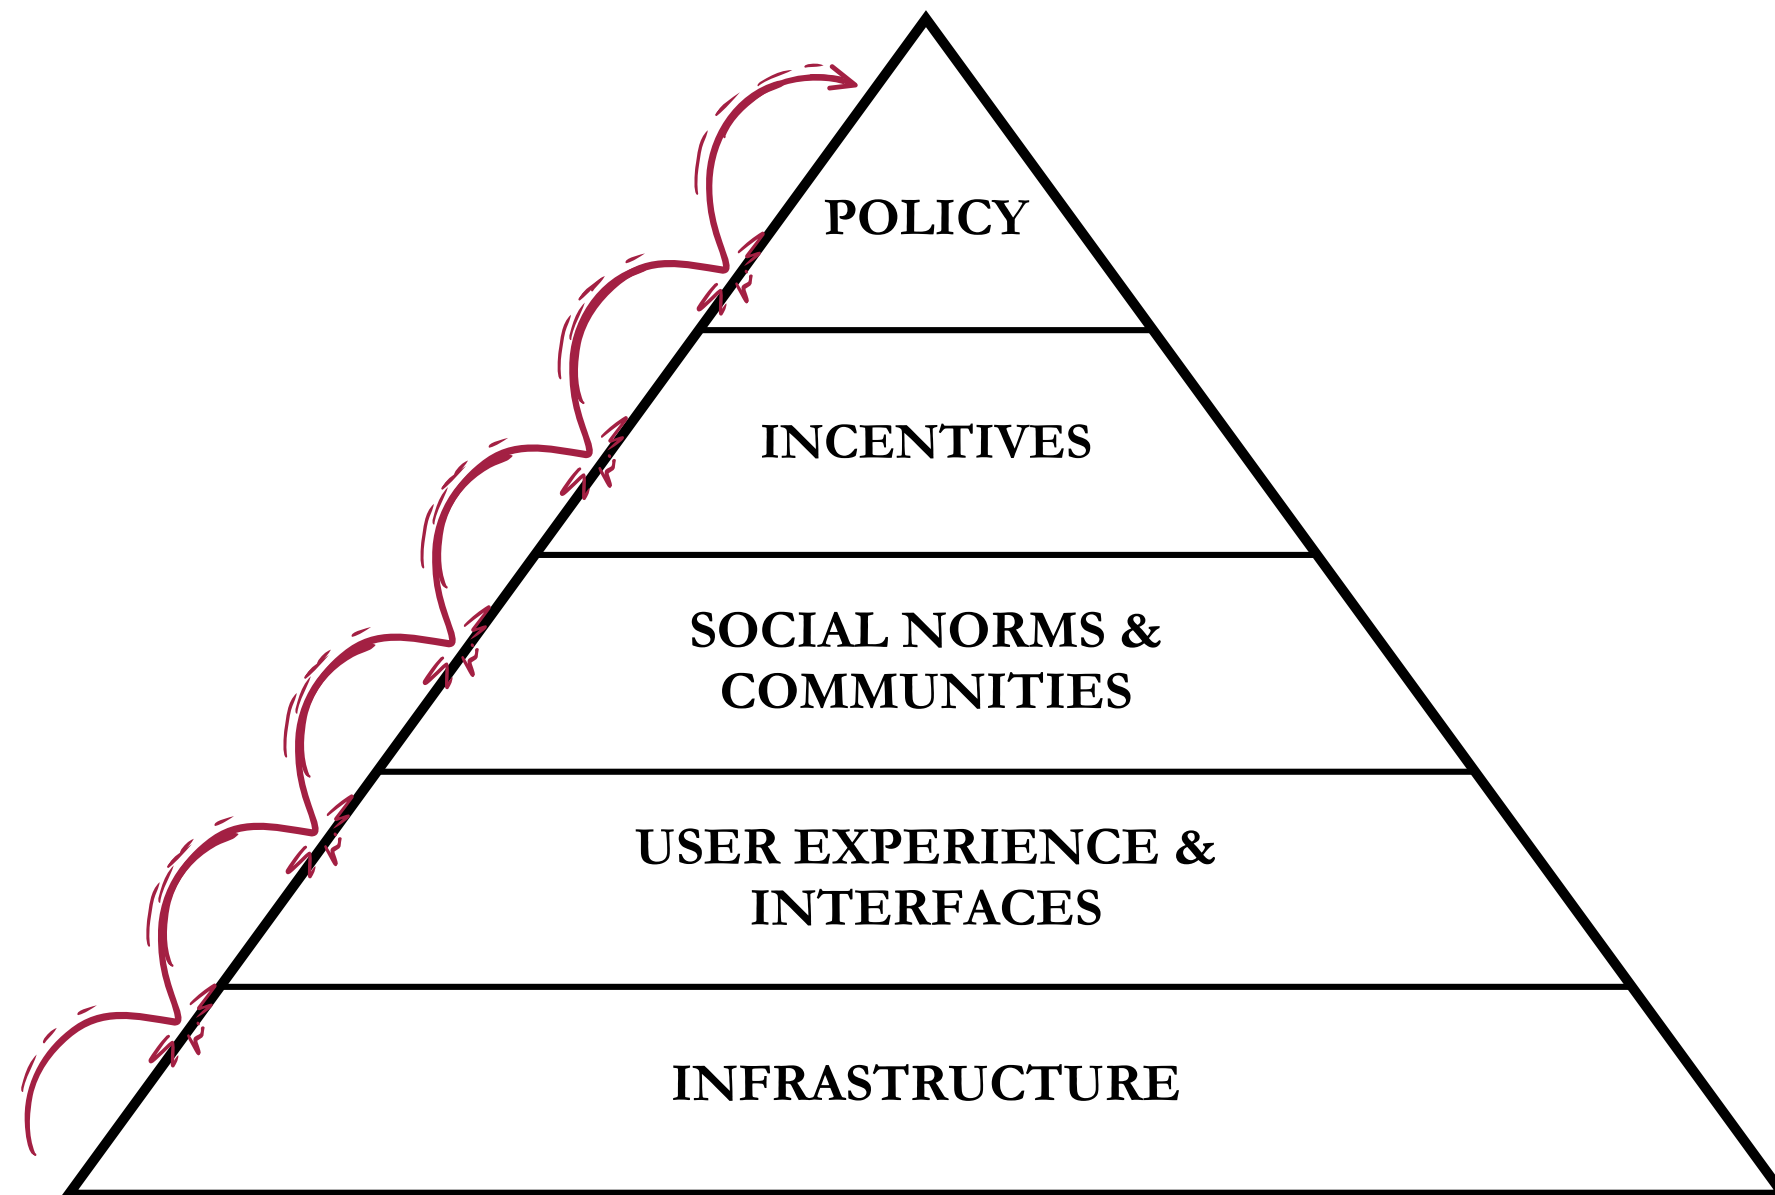 POLICY
INCENTIVES
SOCIAL NORMS &
COMMUNITIES
USER EXPERIENCE &
INTERFACES
INFRASTRUCTURE